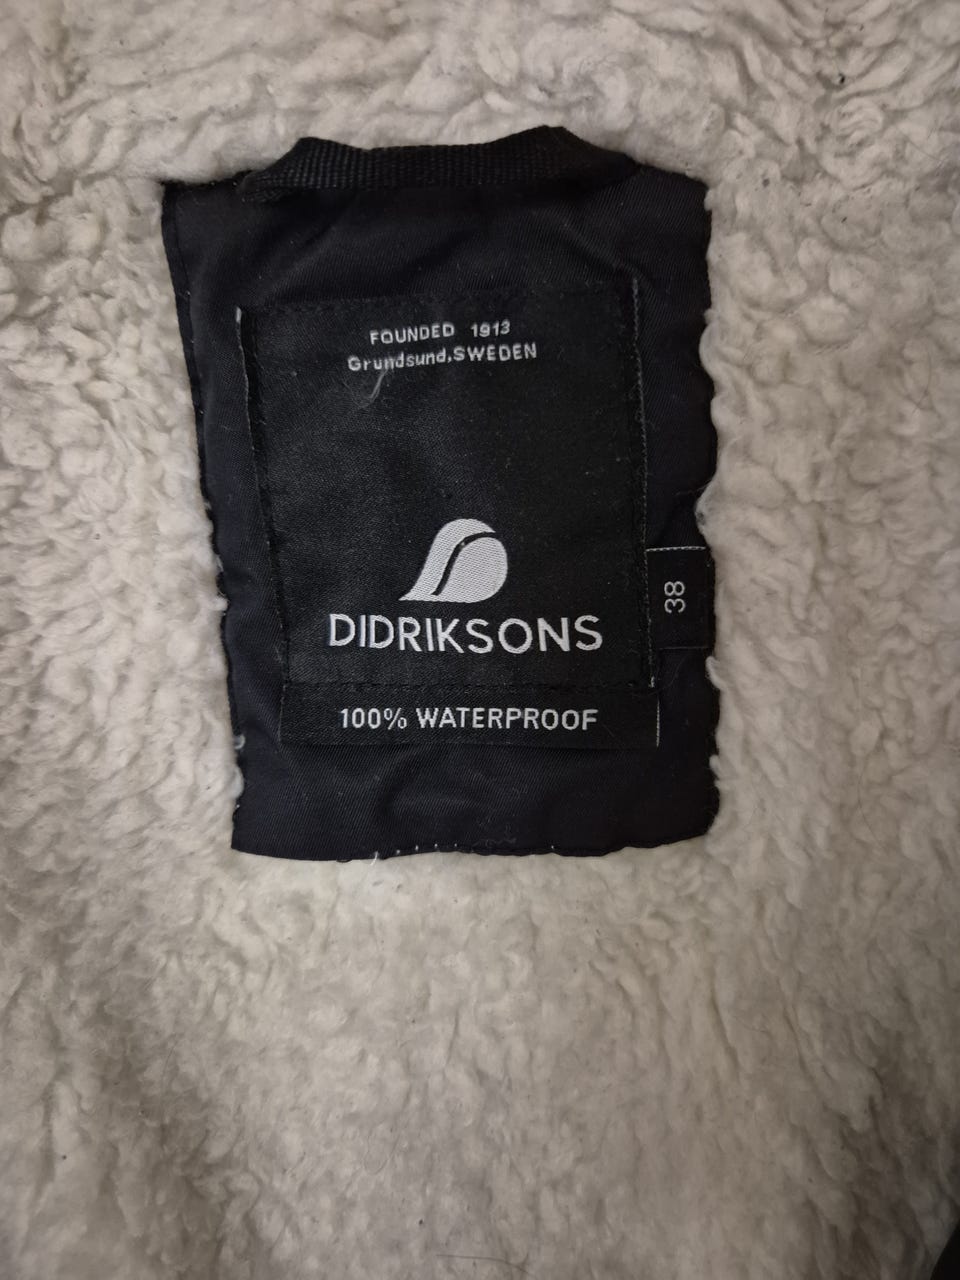 FOUNDED 1913
Grundsund,SWEDEN
DIDRIKSONS
38
100% WATERPROOF